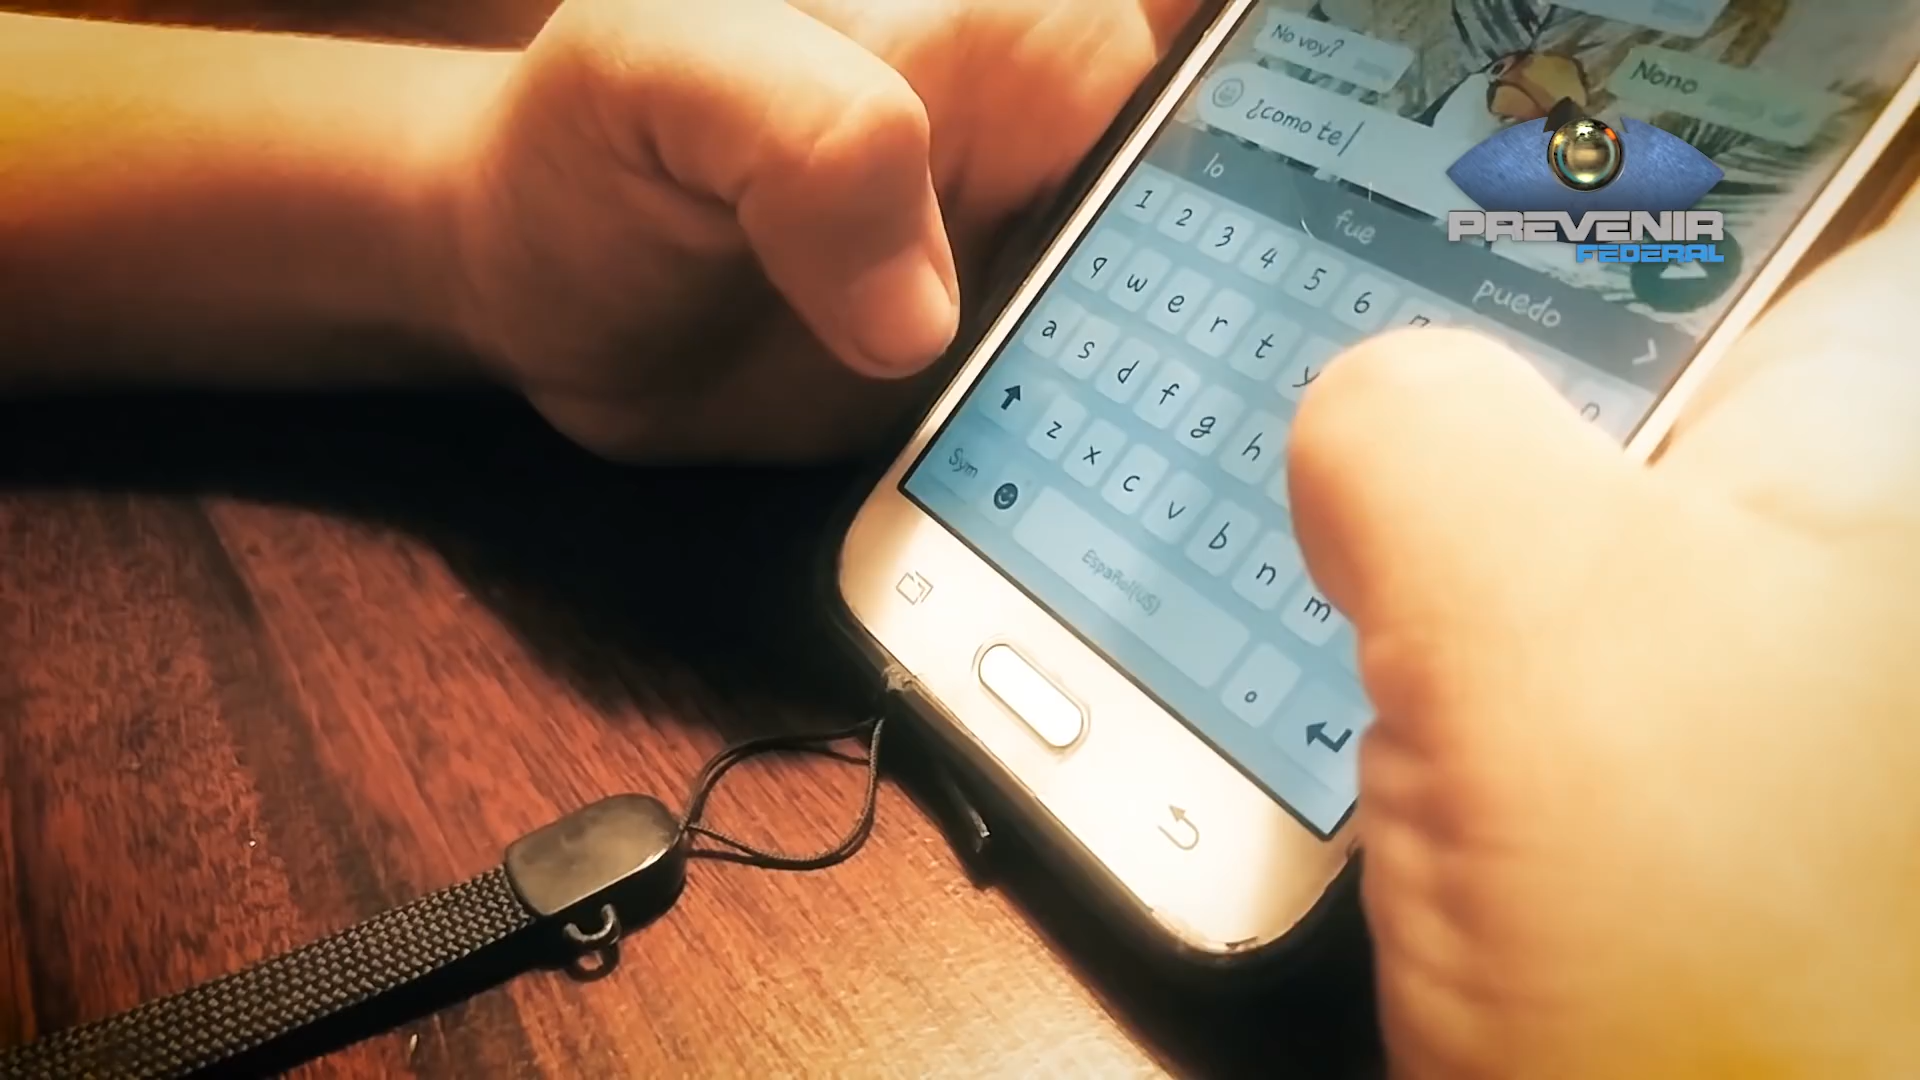 No voy?
Nono
¿como te
lo fue puedo
1 2 3 4 5 6
q w e r t y
a s d f g h
z x c v b n m
Sym Español(US)
PREVENIR
FEDERAL